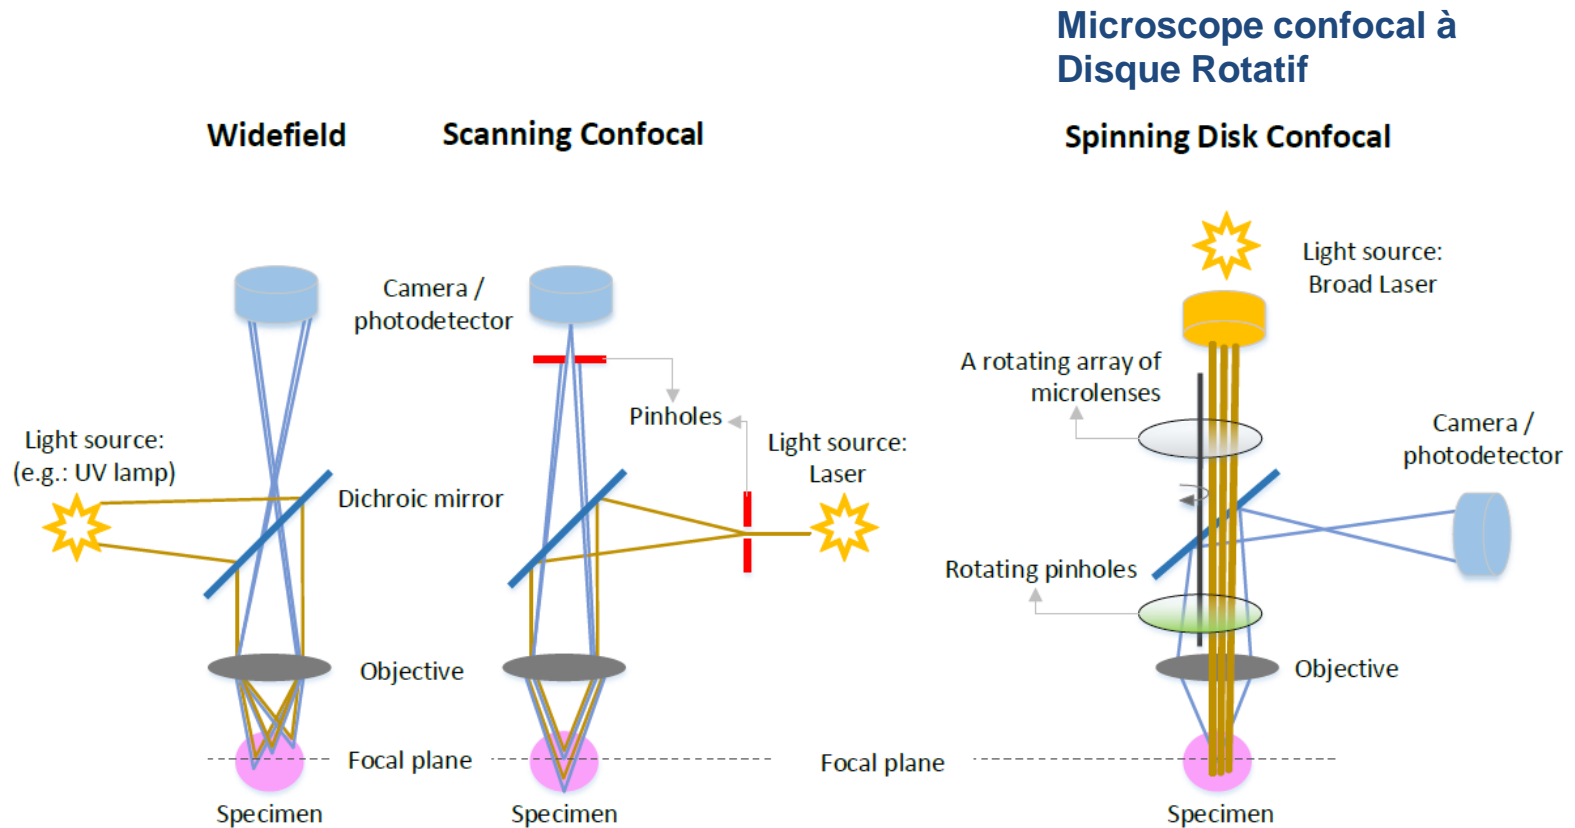 Microscope confocal à
Disque Rotatif
Widefield
Scanning Confocal
Spinning Disk Confocal
Camera /
photodetector
Light source:
(e.g.: UV lamp)
Dichroic mirror
Pinholes
Light source:
Laser
Objective
Focal plane
Specimen
Specimen
Light source:
Broad Laser
A rotating array of
microlenses
Camera /
photodetector
Rotating pinholes
Objective
Focal plane
Specimen